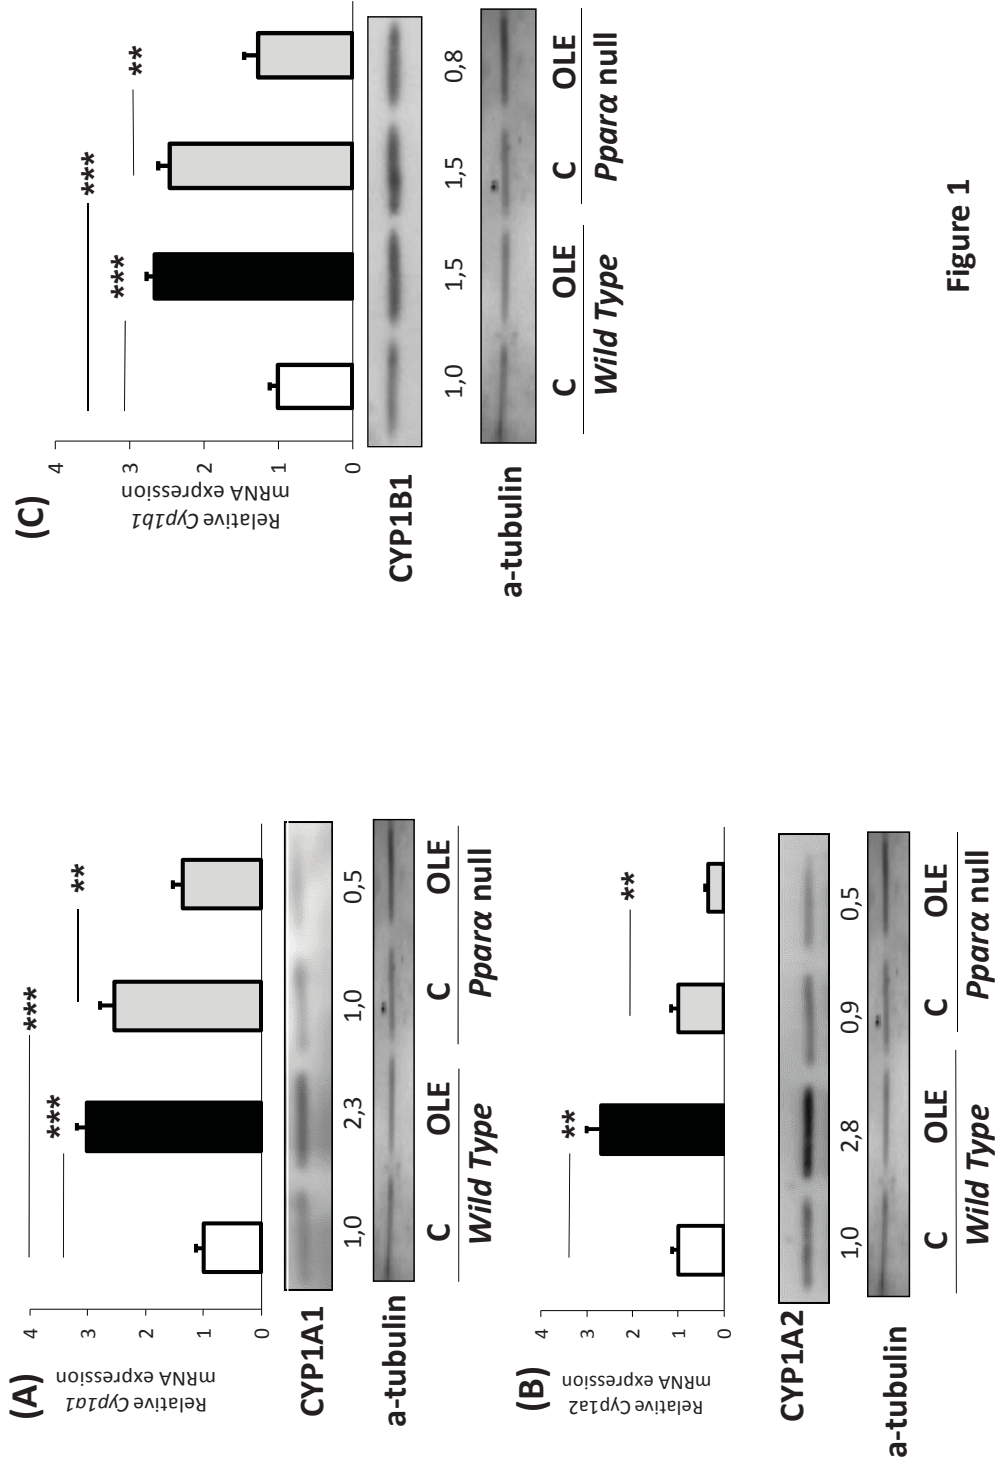 (A)
Relative Cyp1a1
mRNA expression
4
3
2
1
0
***
***
**
CYP1A1
1,0 2,3 1,0 0,5
a-tubulin
C OLE C OLE
Wild Type Pparα null
(B)
Relative Cyp1a2
mRNA expression
4
3
2
1
0
**
**
CYP1A2
1,0 2,8 0,9 0,5
a-tubulin
C OLE C OLE
Wild Type Pparα null
(C)
Relative Cyp1b1
mRNA expression
4
3
2
1
0
***
***
**
CYP1B1
1,0 1,5 1,5 0,8
a-tubulin
C OLE C OLE
Wild Type Pparα null
Figure 1